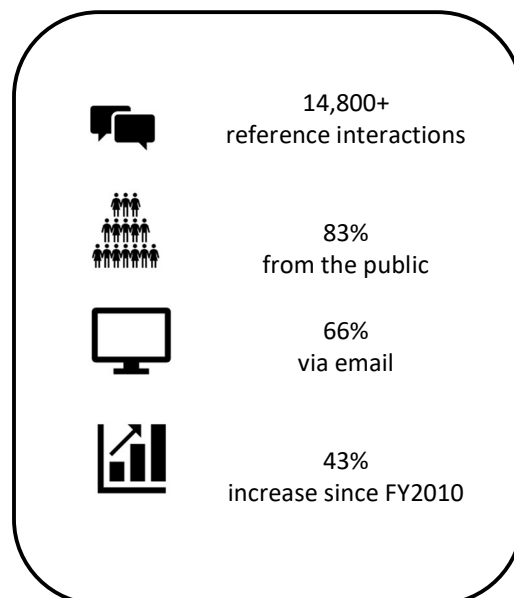 14,800+
reference interactions
83%
from the public
66%
via email
43%
increase since FY2010